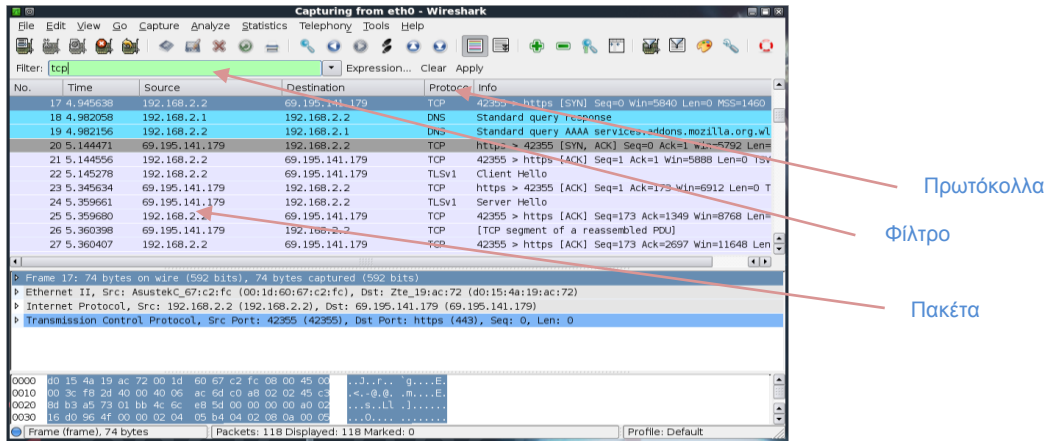 Capturing from eth0 - Wireshark
File Edit View Go Capture Analyze Statistics Telephony Tools Help
Filter: tcp Expression... Clear Apply
No. Time Source Destination Protoco Info
17 4.945638 192.168.2.2 69.195.141.179 TCP 42355 > https [SYN] Seq=0 Win=5840 Len=0 MSS=1460
18 4.982058 192.168.2.1 192.168.2.2 DNS Standard query response
19 4.982156 192.168.2.2 192.168.2.1 DNS Standard query AAAA services.addons.mozilla.org.wl
20 5.144471 69.195.141.179 192.168.2.2 TCP https > 42355 [SYN, ACK] Seq=0 Ack=1 Win=5792 Len=
21 5.144556 192.168.2.2 69.195.141.179 TCP 42355 > https [ACK] Seq=1 Ack=1 Win=5888 Len=0 TSV
22 5.145278 192.168.2.2 69.195.141.179 TLSv1 Client Hello
23 5.345634 69.195.141.179 192.168.2.2 TCP https > 42355 [ACK] Seq=1 Ack=173 Win=6912 Len=0 T
24 5.359661 69.195.141.179 192.168.2.2 TLSv1 Server Hello
25 5.359680 192.168.2.2 69.195.141.179 TCP 42355 > https [ACK] Seq=173 Ack=1349 Win=8768 Len=
26 5.360398 69.195.141.179 192.168.2.2 TCP [TCP segment of a reassembled PDU]
27 5.360407 192.168.2.2 69.195.141.179 TCP 42355 > https [ACK] Seq=173 Ack=2697 Win=11648 Len
Πρωτόκολλα
Φίλτρο
Πακέτα
Frame 17: 74 bytes on wire (592 bits), 74 bytes captured (592 bits)
Ethernet II, Src: AsustekC_67:c2:fc (00:1d:60:67:c2:fc), Dst: Zte_19:ac:72 (d0:15:4a:19:ac:72)
Internet Protocol, Src: 192.168.2.2 (192.168.2.2), Dst: 69.195.141.179 (69.195.141.179)
Transmission Control Protocol, Src Port: 42355 (42355), Dst Port: https (443), Seq: 0, Len: 0
0000 d0 15 4a 19 ac 72 00 1d 60 67 c2 fc 08 00 45 00 ..J..r.. `g....E.
0010 00 3c f8 2d 40 00 40 06 ac 6d c0 a8 02 02 45 c3 .<.-@.@. .m....E.
0020 8d b3 a5 73 01 bb 4c 6c e8 5d 00 00 00 00 a0 02 ...s..Ll .]......
0030 16 d0 96 4f 00 00 02 04 05 b4 04 02 08 0a 00 05 ...O.... ........
Frame (frame), 74 bytes Packets: 118 Displayed: 118 Marked: 0 Profile: Default